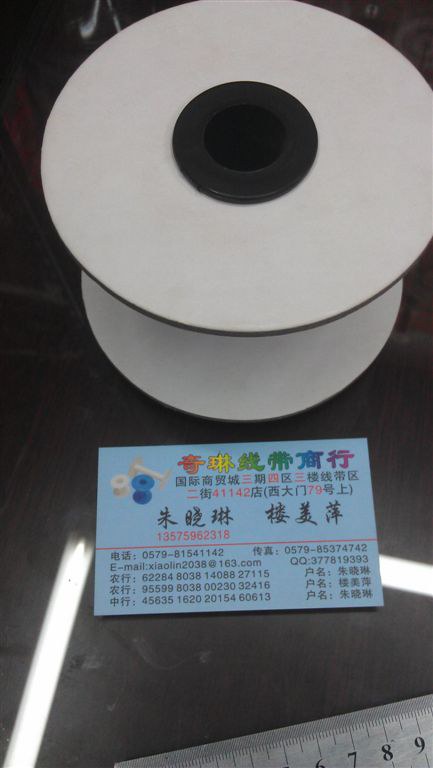 奇琳线带商行
国际商贸城三期四区三楼线带区
二街41142店(西大门79号上)
朱晓琳 楼美萍
13575962318
电话：0579-81541142 传真：0579-85374742
E-mail:xiaolin2038@163.com QQ:377819393
农行：62284 8038 14088 27115 户名：朱晓琳
农行：95599 8038 00230 32416 户名：楼美萍
中行：45635 1620 20154 60613 户名：朱晓琳
6 7 8 9